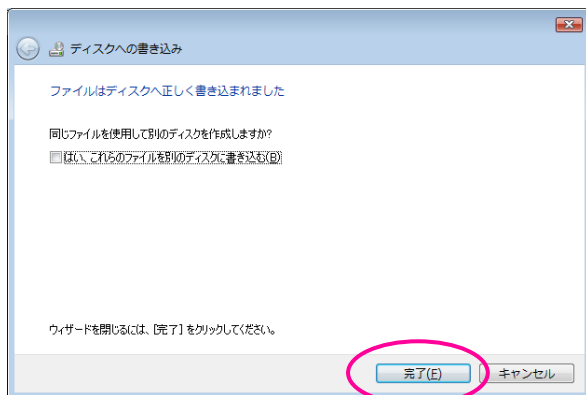 ディスクへの書き込み
ファイルはディスクへ正しく書き込まれました
同じファイルを使用して別のディスクを作成しますか?
はい、これらのファイルを別のディスクに書き込む(B)
ウィザードを閉じるには、[完了] をクリックしてください。
完了(F)
キャンセル